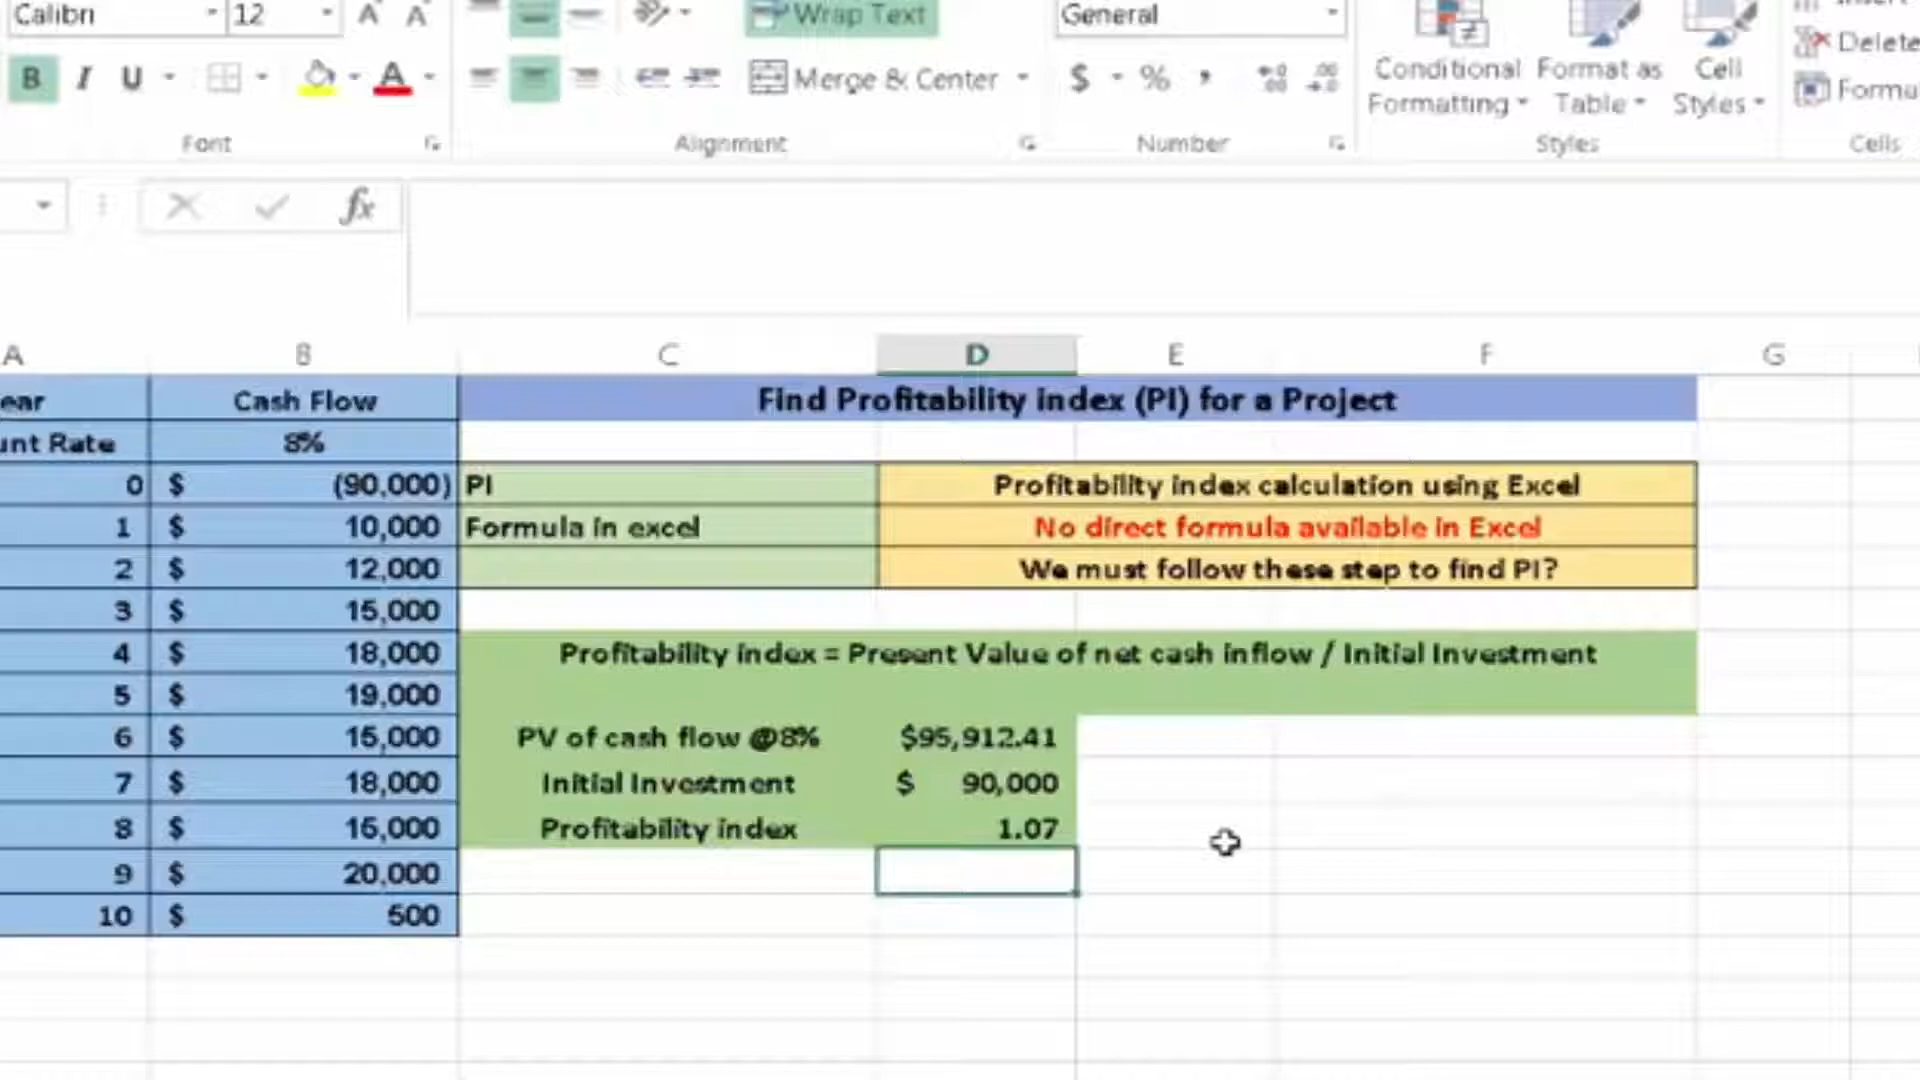 Calibri 12 A A Wrap Text General
B I U A Merge & Center $ % , Conditional Formatting Format as Table Cell Styles Delete
Font Alignment Number Styles Cells
fx
A B C D E F G
ear Cash Flow Find Profitability index (PI) for a Project
unt Rate 8%
0 $ (90,000) PI Profitability index calculation using Excel
1 $ 10,000 Formula in excel No direct formula available in Excel
2 $ 12,000 We must follow these step to find PI?
3 $ 15,000
4 $ 18,000 Profitability index = Present Value of net cash inflow / Initial Investment
5 $ 19,000
6 $ 15,000 PV of cash flow @8% $95,912.41
7 $ 18,000 Initial Investment $ 90,000
8 $ 15,000 Profitability index 1.07
9 $ 20,000
10 $ 500